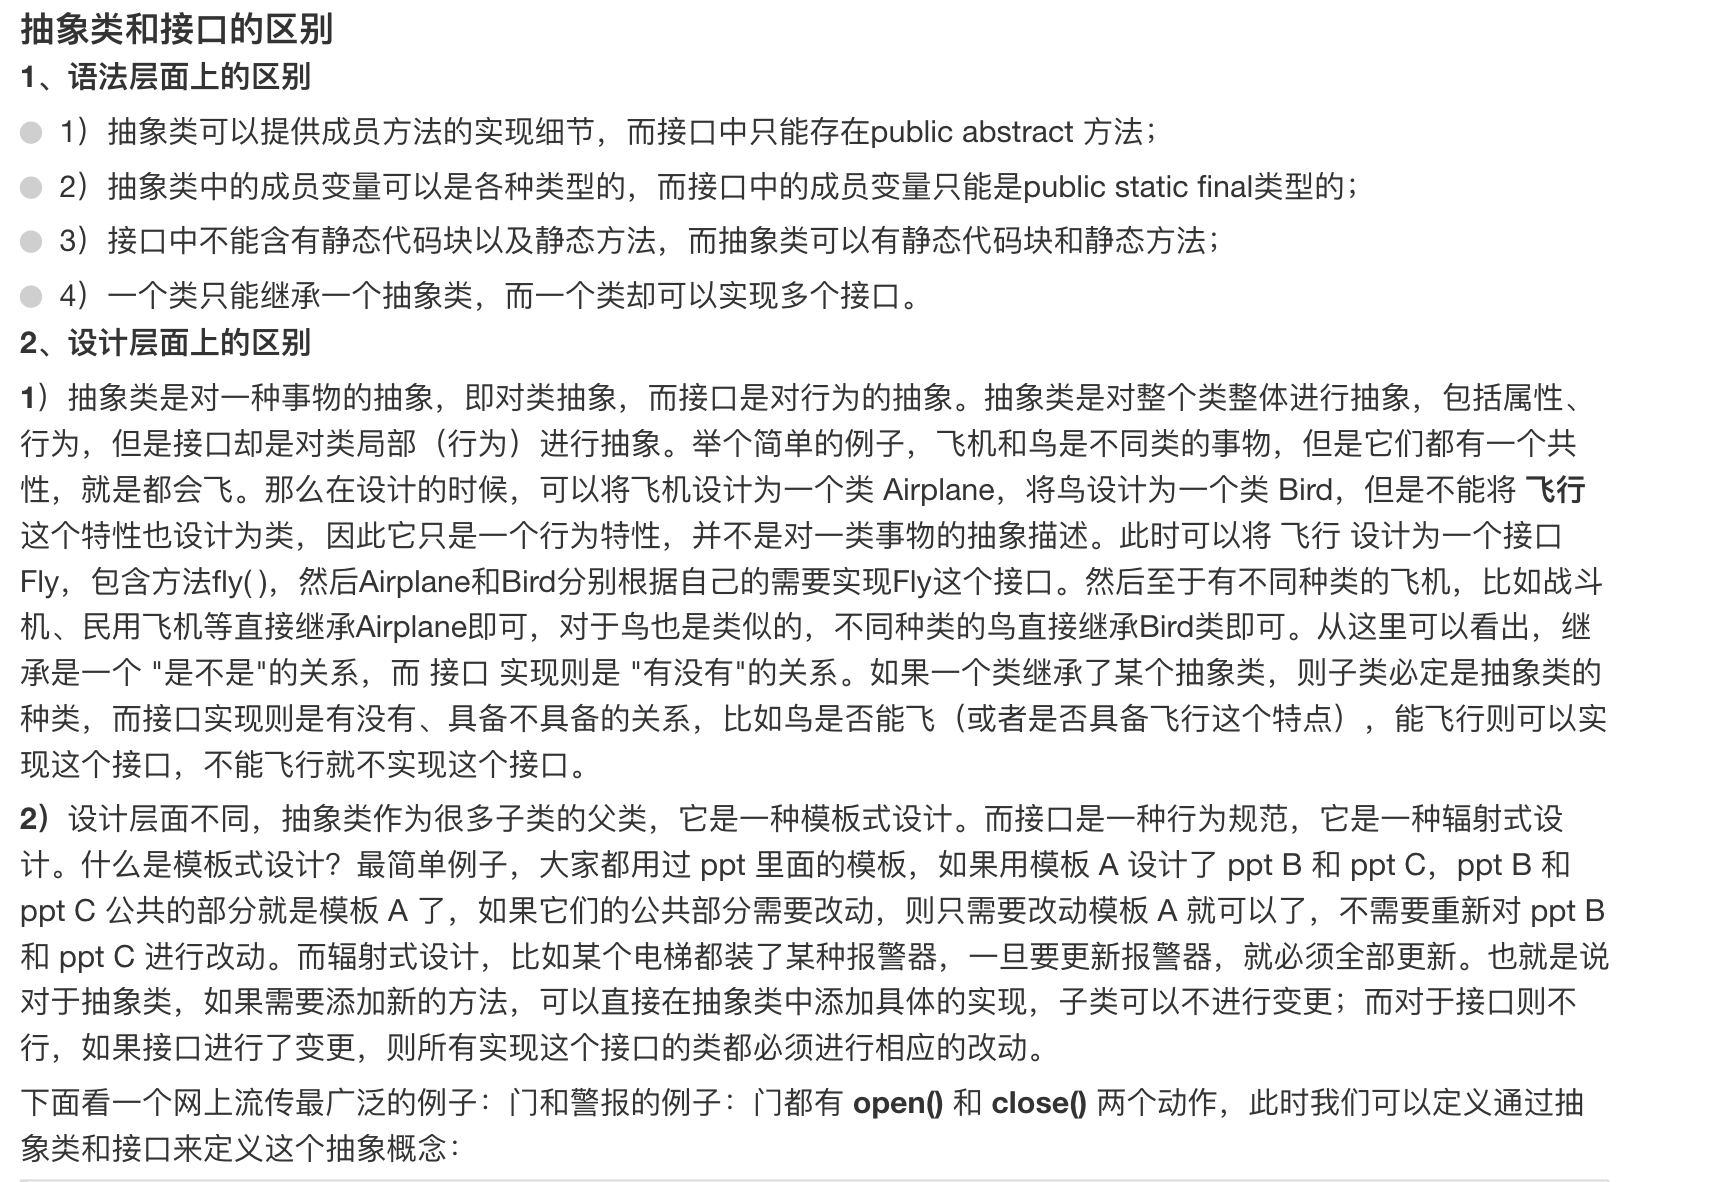 抽象类和接口的区别
1、语法层面上的区别
1）抽象类可以提供成员方法的实现细节，而接口中只能存在public abstract 方法；
2）抽象类中的成员变量可以是各种类型的，而接口中的成员变量只能是public static final类型的；
3）接口中不能含有静态代码块以及静态方法，而抽象类可以有静态代码块和静态方法；
4）一个类只能继承一个抽象类，而一个类却可以实现多个接口。
2、设计层面上的区别
1）抽象类是对一种事物的抽象，即对类抽象，而接口是对行为的抽象。抽象类是对整个类整体进行抽象，包括属性、
行为，但是接口却是对类局部（行为）进行抽象。举个简单的例子，飞机和鸟是不同类的事物，但是它们都有一个共
性，就是都会飞。那么在设计的时候，可以将飞机设计为一个类 Airplane，将鸟设计为一个类 Bird，但是不能将 飞行
这个特性也设计为类，因此它只是一个行为特性，并不是对一类事物的抽象描述。此时可以将 飞行 设计为一个接口
Fly，包含方法fly( )，然后Airplane和Bird分别根据自己的需要实现Fly这个接口。然后至于有不同种类的飞机，比如战斗
机、民用飞机等直接继承Airplane即可，对于鸟也是类似的，不同种类的鸟直接继承Bird类即可。从这里可以看出，继
承是一个 "是不是"的关系，而 接口 实现则是 "有没有"的关系。如果一个类继承了某个抽象类，则子类必定是抽象类的
种类，而接口实现则是有没有、具备不具备的关系，比如鸟是否能飞（或者是否具备飞行这个特点），能飞行则可以实
现这个接口，不能飞行就不实现这个接口。
2）设计层面不同，抽象类作为很多子类的父类，它是一种模板式设计。而接口是一种行为规范，它是一种辐射式设
计。什么是模板式设计？最简单例子，大家都用过 ppt 里面的模板，如果用模板 A 设计了 ppt B 和 ppt C，ppt B 和
ppt C 公共的部分就是模板 A 了，如果它们的公共部分需要改动，则只需要改动模板 A 就可以了，不需要重新对 ppt B
和 ppt C 进行改动。而辐射式设计，比如某个电梯都装了某种报警器，一旦要更新报警器，就必须全部更新。也就是说
对于抽象类，如果需要添加新的方法，可以直接在抽象类中添加具体的实现，子类可以不进行变更；而对于接口则不
行，如果接口进行了变更，则所有实现这个接口的类都必须进行相应的改动。
下面看一个网上流传最广泛的例子：门和警报的例子：门都有 open() 和 close() 两个动作，此时我们可以定义通过抽
象类和接口来定义这个抽象概念：